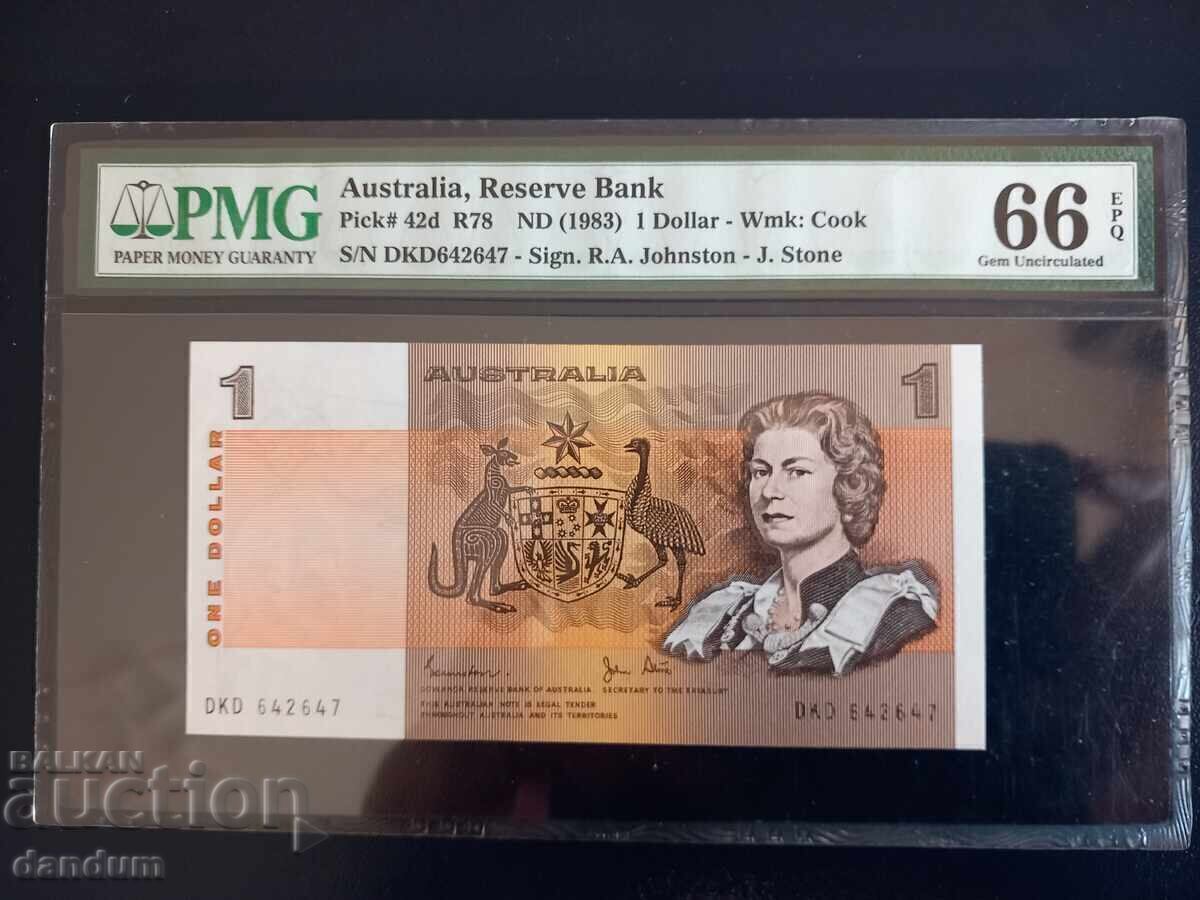 PMG
PAPER MONEY GUARANTY
Australia, Reserve Bank
Pick# 42d R78 ND (1983) 1 Dollar - Wmk: Cook
S/N DKD642647 - Sign. R.A. Johnston - J. Stone
66
EPQ
Gem Uncirculated
1
AUSTRALIA
1
ONE DOLLAR
John Stone
GOVERNOR, RESERVE BANK OF AUSTRALIA SECRETARY TO THE TREASURY
THIS AUSTRALIAN NOTE IS LEGAL TENDER
THROUGHOUT AUSTRALIA AND ITS TERRITORIES
DKD 642647
DKD 642647
BALKAN
auction
dandum